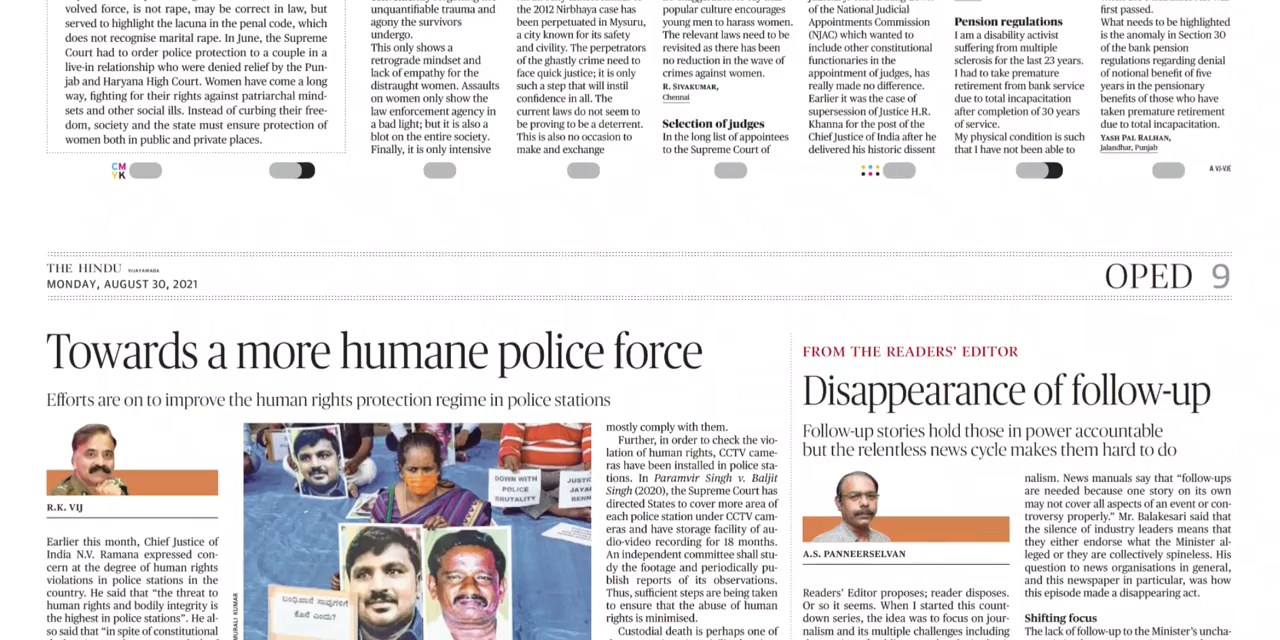 volved force, is not rape, may be correct in law, but
served to highlight the lacuna in the penal code, which
does not recognise marital rape. In June, the Supreme
Court had to order police protection to a couple in a
live-in relationship who were denied relief by the Pun-
jab and Haryana High Court. Women have come a long
way, fighting for their rights against patriarchal mind-
sets and other social ills. Instead of curbing their free-
dom, society and the state must ensure protection of
women both in public and private places.
unquantifiable trauma and
agony the survivors
undergo.
This only shows a
retrograde mindset and
lack of empathy for the
distraught women. Assaults
on women only show the
law enforcement agency in
a bad light; but it is also a
blot on the entire society.
Finally, it is only intensive
the 2012 Nirbhaya case has
been perpetuated in Mysuru,
a city known for its safety
and civility. The perpetrators
of the ghastly crime need to
face quick justice; it is only
such a step that will instil
confidence in all. The
current laws do not seem to
be proving to be a deterrent.
This is also no occasion to
make and exchange
popular culture encourages
young men to harass women.
The relevant laws need to be
revisited as there has been
no reduction in the wave of
crimes against women.
R. SIVAKUMAR,
Chennai
Selection of judges
In the long list of appointees
to the Supreme Court of
of the National Judicial
Appointments Commission
(NJAC) which wanted to
include other constitutional
functionaries in the
appointment of judges, has
really made no difference.
Earlier it was the case of
supersession of Justice H.R.
Khanna for the post of the
Chief Justice of India after he
delivered his historic dissent
Pension regulations
I am a disability activist
suffering from multiple
sclerosis for the last 23 years.
I had to take premature
retirement from bank service
due to total incapacitation
after completion of 30 years
of service.
My physical condition is such
that I have not been able to
first passed.
What needs to be highlighted
is the anomaly in Section 30
of the bank pension
regulations regarding denial
of notional benefit of five
years in the pensionary
benefits of those who have
taken premature retirement
due to total incapacitation.
YASH PAL RALHAN,
Jalandhar, Punjab
CM
YK
A VJ-VJE
THE HINDU VIJAYAWADA
MONDAY, AUGUST 30, 2021
OPED 9
Towards a more humane police force
Efforts are on to improve the human rights protection regime in police stations
R.K. VIJ
Earlier this month, Chief Justice of
India N.V. Ramana expressed con-
cern at the degree of human rights
violations in police stations in the
country. He said that “the threat to
human rights and bodily integrity is
the highest in police stations”. He al-
so said that “in spite of constitutional
DOWN WITH
POLICE
BRUTALITY
JUSTIC
JAYAR
BENN
ಬಂಧಿಖಾನೆ ಸಾವುಗಳಿಗೆ
ಕೊನೆ ಎಂದು?
MURALI KUMAR
mostly comply with them.
Further, in order to check the vio-
lation of human rights, CCTV came-
ras have been installed in police sta-
tions. In Paramvir Singh v. Baljit
Singh (2020), the Supreme Court has
directed States to cover more area of
each police station under CCTV cam-
eras and have storage facility of au-
dio-video recording for 18 months.
An independent committee shall stu-
dy the footage and periodically pu-
blish reports of its observations.
Thus, sufficient steps are being taken
to ensure that the abuse of human
rights is minimised.
Custodial death is perhaps one of
FROM THE READERS’ EDITOR
Disappearance of follow-up
Follow-up stories hold those in power accountable
but the relentless news cycle makes them hard to do
A.S. PANNEERSELVAN
Readers’ Editor proposes; reader disposes.
Or so it seems. When I started this count-
down series, the idea was to focus on jour-
nalism and its multiple challenges including
nalism. News manuals say that “follow-ups
are needed because one story on its own
may not cover all aspects of an event or con-
troversy properly.” Mr. Balakesari said that
the silence of industry leaders means that
they either endorse what the Minister al-
leged or they are collectively spineless. His
question to news organisations in general,
and this newspaper in particular, was how
this episode made a disappearing act.
Shifting focus
The lack of follow-up to the Minister’s uncha-